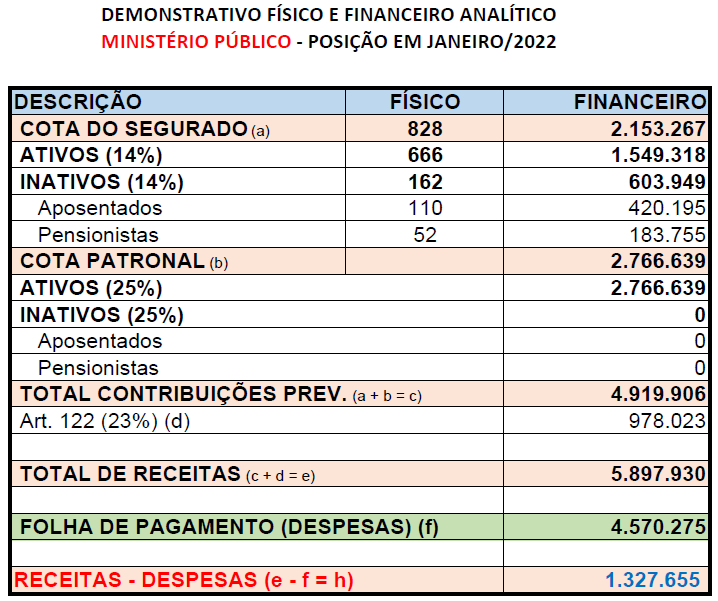 DEMONSTRATIVO FÍSICO E FINANCEIRO ANALÍTICO
MINISTÉRIO PÚBLICO - POSIÇÃO EM JANEIRO/2022
DESCRIÇÃO FÍSICO FINANCEIRO
COTA DO SEGURADO (a) 828 2.153.267
ATIVOS (14%) 666 1.549.318
INATIVOS (14%) 162 603.949
Aposentados 110 420.195
Pensionistas 52 183.755
COTA PATRONAL (b) 2.766.639
ATIVOS (25%) 2.766.639
INATIVOS (25%) 0
Aposentados 0
Pensionistas 0
TOTAL CONTRIBUIÇÕES PREV. (a + b = c) 4.919.906
Art. 122 (23%) (d) 978.023
TOTAL DE RECEITAS (c + d = e) 5.897.930
FOLHA DE PAGAMENTO (DESPESAS) (f) 4.570.275
RECEITAS - DESPESAS (e - f = h) 1.327.655